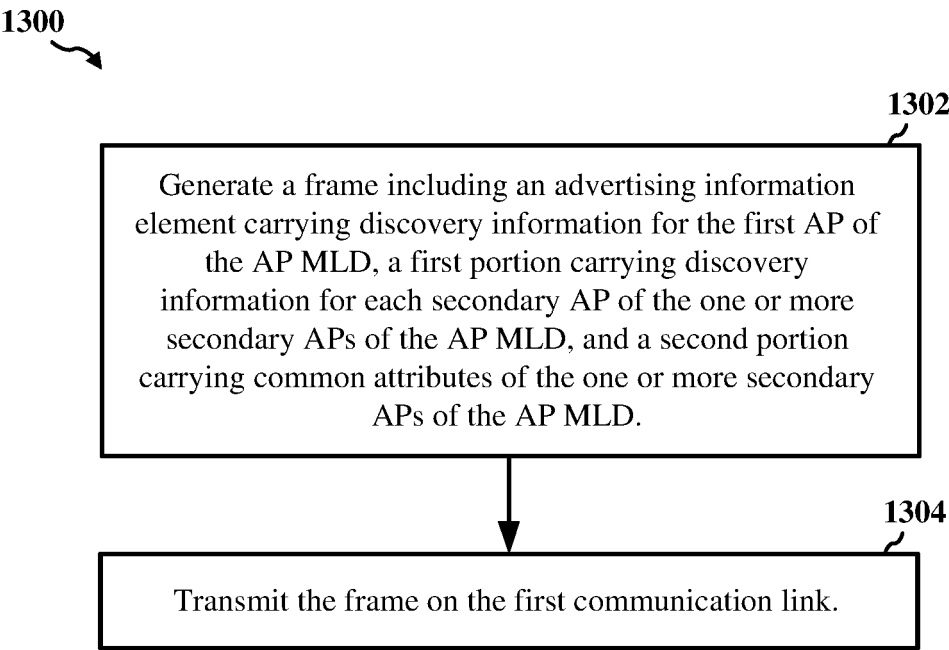 1300
1302
Generate a frame including an advertising information
element carrying discovery information for the first AP of
the AP MLD, a first portion carrying discovery
information for each secondary AP of the one or more
secondary APs of the AP MLD, and a second portion
carrying common attributes of the one or more secondary
APs of the AP MLD.
1304
Transmit the frame on the first communication link.